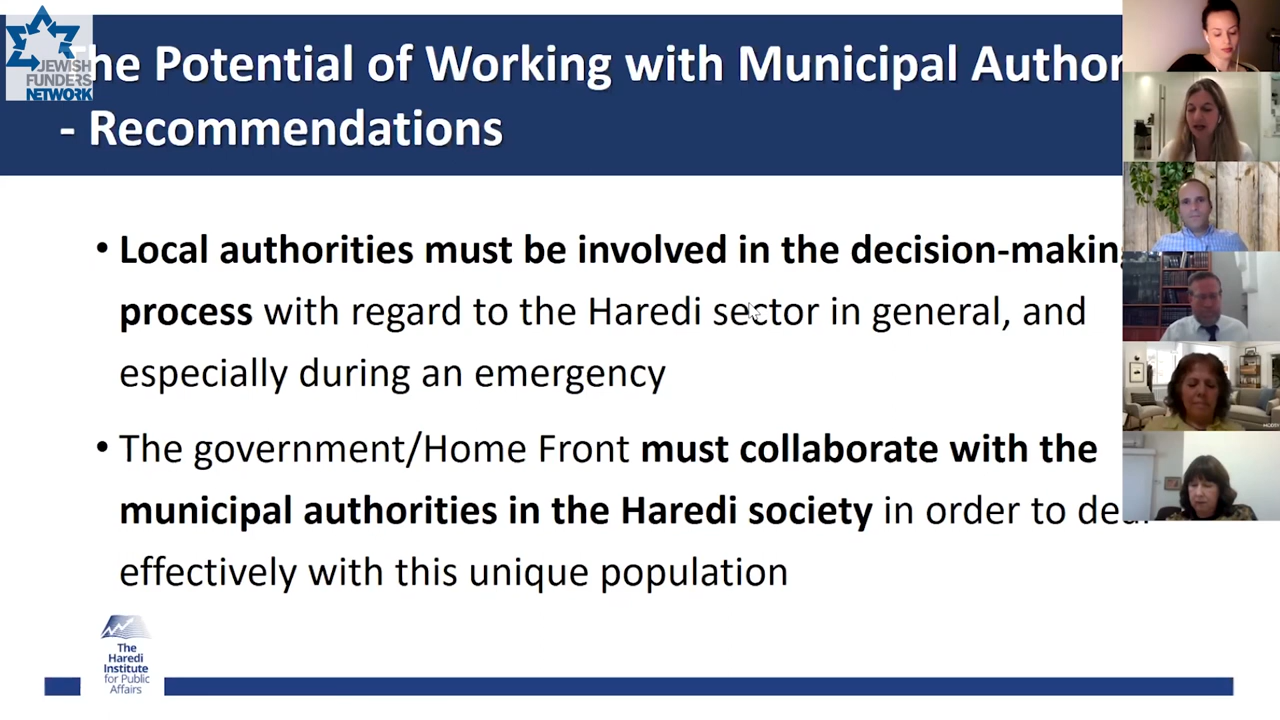 JEWISH
FUNDERS
NETWORK
The Potential of Working with Municipal Author
- Recommendations
• Local authorities must be involved in the decision-making
process with regard to the Haredi sector in general, and
especially during an emergency
• The government/Home Front must collaborate with the
municipal authorities in the Haredi society in order to deal
effectively with this unique population
The
Haredi
Institute
for Public
Affairs